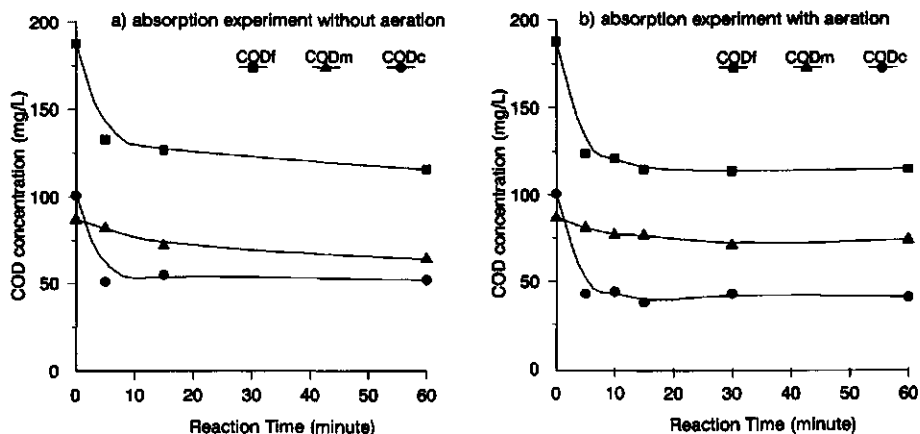 a) absorption experiment without aeration
CODf CODm CODc
COD concentration (mg/L)
200
150
100
50
0
0 10 20 30 40 50 60
Reaction Time (minute)
b) absorption experiment with aeration
CODf CODm CODc
COD concentration (mg/L)
200
150
100
50
0
0 10 20 30 40 50 60
Reaction Time (minute)